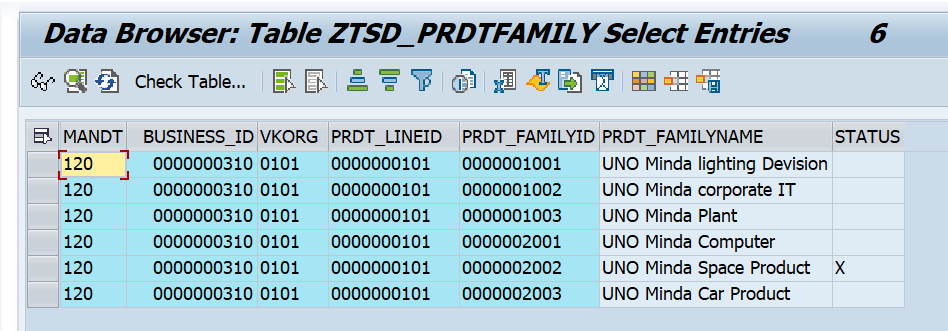 Data Browser: Table ZTSD_PRDTFAMILY Select Entries 6
Check Table...
MANDT BUSINESS_ID VKORG PRDT_LINEID PRDT_FAMILYID PRDT_FAMILYNAME STATUS
120 0000000310 0101 0000000101 0000001001 UNO Minda lighting Devision
120 0000000310 0101 0000000101 0000001002 UNO Minda corporate IT
120 0000000310 0101 0000000101 0000001003 UNO Minda Plant
120 0000000310 0101 0000000101 0000002001 UNO Minda Computer
120 0000000310 0101 0000000101 0000002002 UNO Minda Space Product X
120 0000000310 0101 0000000101 0000002003 UNO Minda Car Product